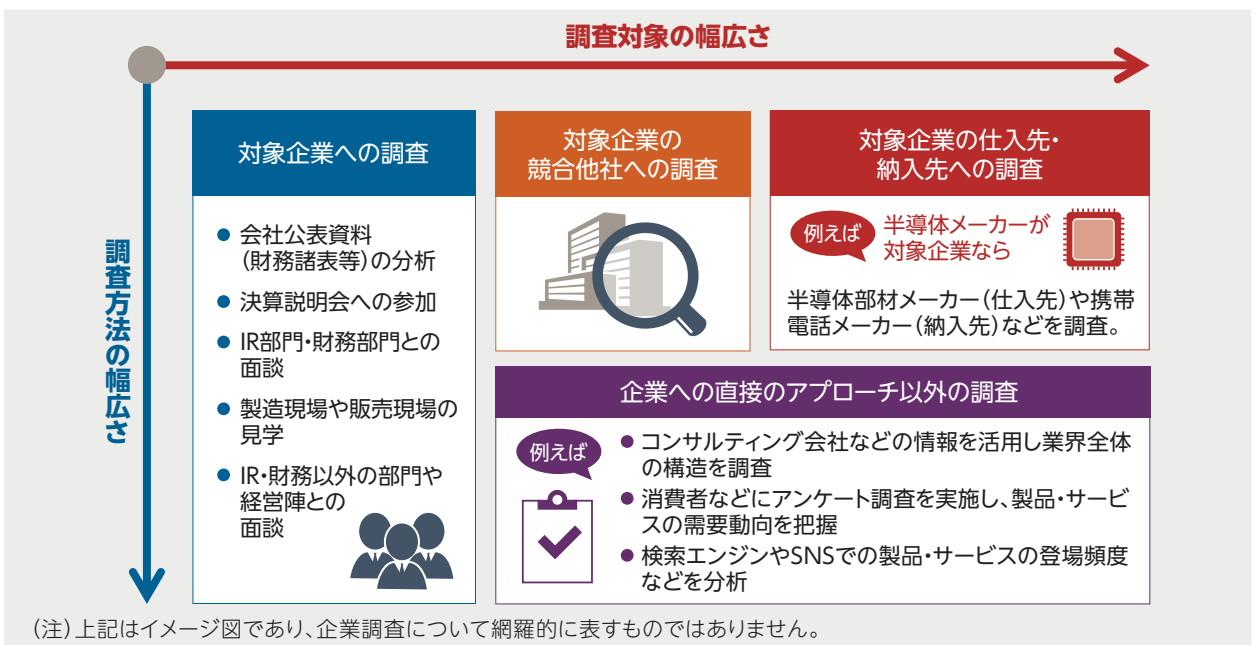 調査対象の幅広さ
調査方法の幅広さ
対象企業への調査
● 会社公表資料
(財務諸表等)の分析
● 決算説明会への参加
● IR部門・財務部門との
面談
● 製造現場や販売現場の
見学
● IR・財務以外の部門や
経営陣との
面談
対象企業の
競合他社への調査
対象企業の仕入先・
納入先への調査
例えば
半導体メーカーが
対象企業なら
半導体部材メーカー(仕入先)や携帯
電話メーカー(納入先)などを調査。
企業への直接のアプローチ以外の調査
例えば
● コンサルティング会社などの情報を活用し業界全体
の構造を調査
● 消費者などにアンケート調査を実施し、製品・サービ
スの需要動向を把握
● 検索エンジンやSNSでの製品・サービスの登場頻度
などを分析
(注)上記はイメージ図であり、企業調査について網羅的に表すものではありません。